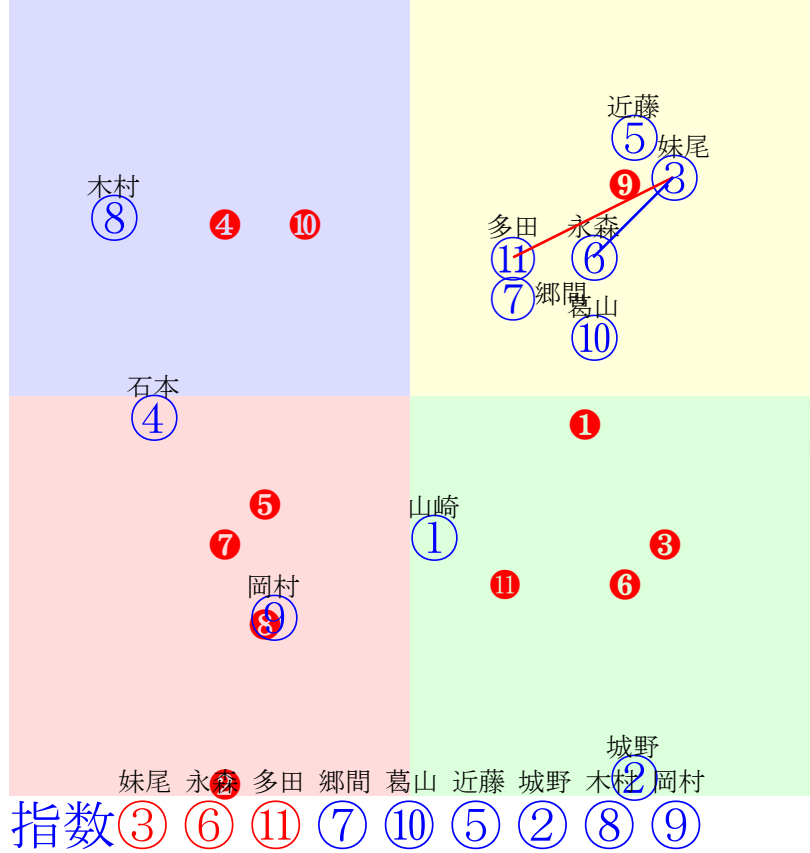 近藤
⑤ 妹尾
木村 ❾ ③
⑧ ❹ ❿ 多田 永森
⑪ ⑥
⑦ 郷間 葛山
⑩
石本
④ ❶
❺ 山崎
❼ ① ❸
岡村 ⓫ ❻
❽ ⑨
城野
❷ ②
妹尾 永森 多田 郷間 葛山 近藤 城野 木村 岡村
指数 ③ ⑥ ⑪ ⑦ ⑩ ⑤ ② ⑧ ⑨